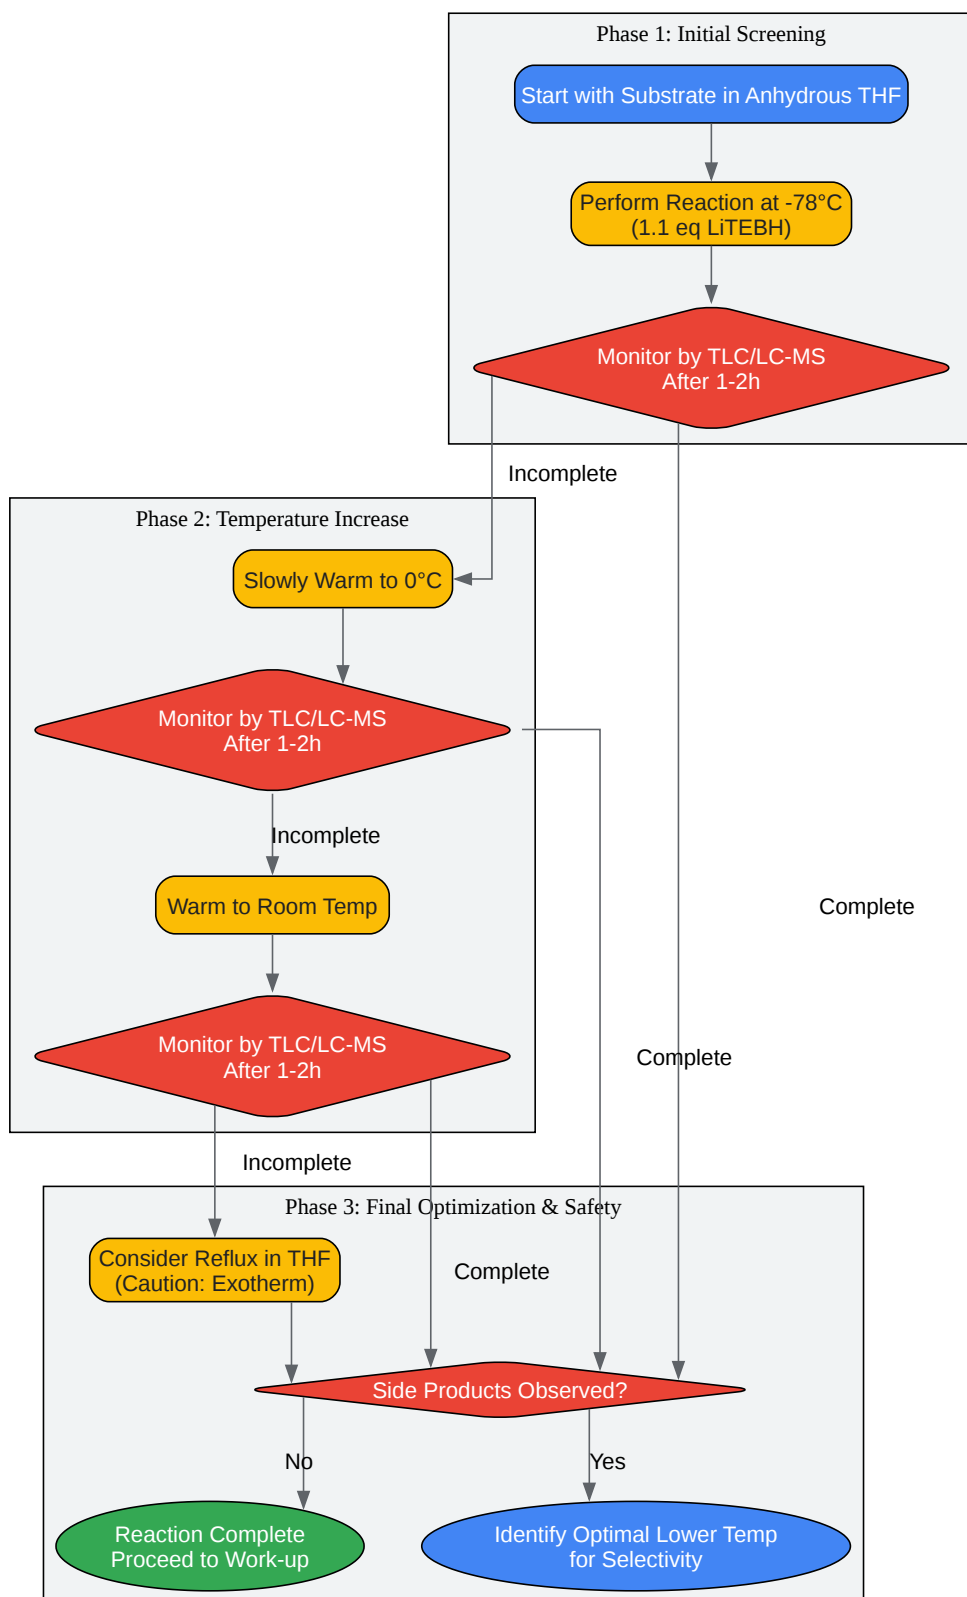 Phase 1: Initial Screening
Start with Substrate in Anhydrous THF
Perform Reaction at -78°C
(1.1 eq LiTEBH)
Monitor by TLC/LC-MS
After 1-2h
Incomplete
Phase 2: Temperature Increase
Slowly Warm to 0°C
Monitor by TLC/LC-MS
After 1-2h
Incomplete
Warm to Room Temp
Complete
Monitor by TLC/LC-MS
After 1-2h
Complete
Incomplete
Phase 3: Final Optimization & Safety
Consider Reflux in THF
(Caution: Exotherm)
Complete
Side Products Observed?
No
Yes
Reaction Complete
Proceed to Work-up
Identify Optimal Lower Temp
for Selectivity